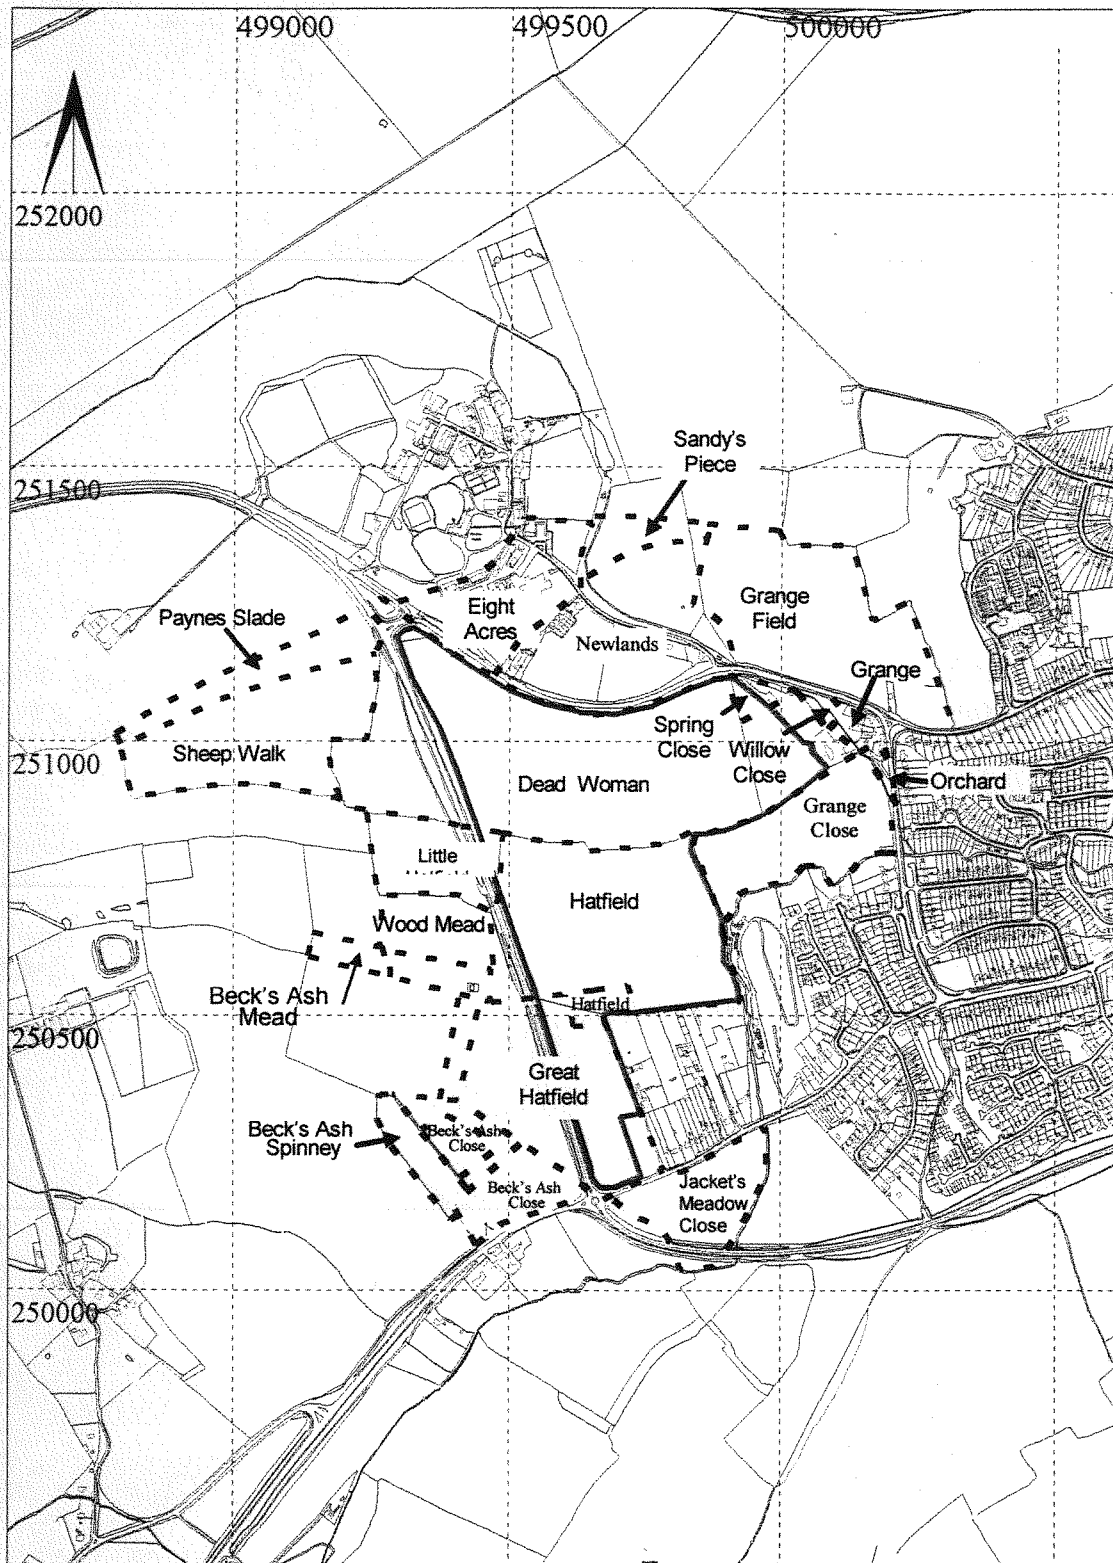 499000
499500
500000
252000
Sandy's
Piece
251500
Paynes Slade
Eight
Acres
Grange
Field
Newlands
Grange
Spring
Close
Willow
Close
251000
Sheep Walk
Dead Woman
Orchard
Grange
Close
Little
Hatfield
Wood Mead
Beck's Ash
Mead
Hatfield
250500
Great
Hatfield
Beck's Ash
Spinney
Beck's Ash
Close
Beck's Ash
Close
Jacket's
Meadow
Close
250000